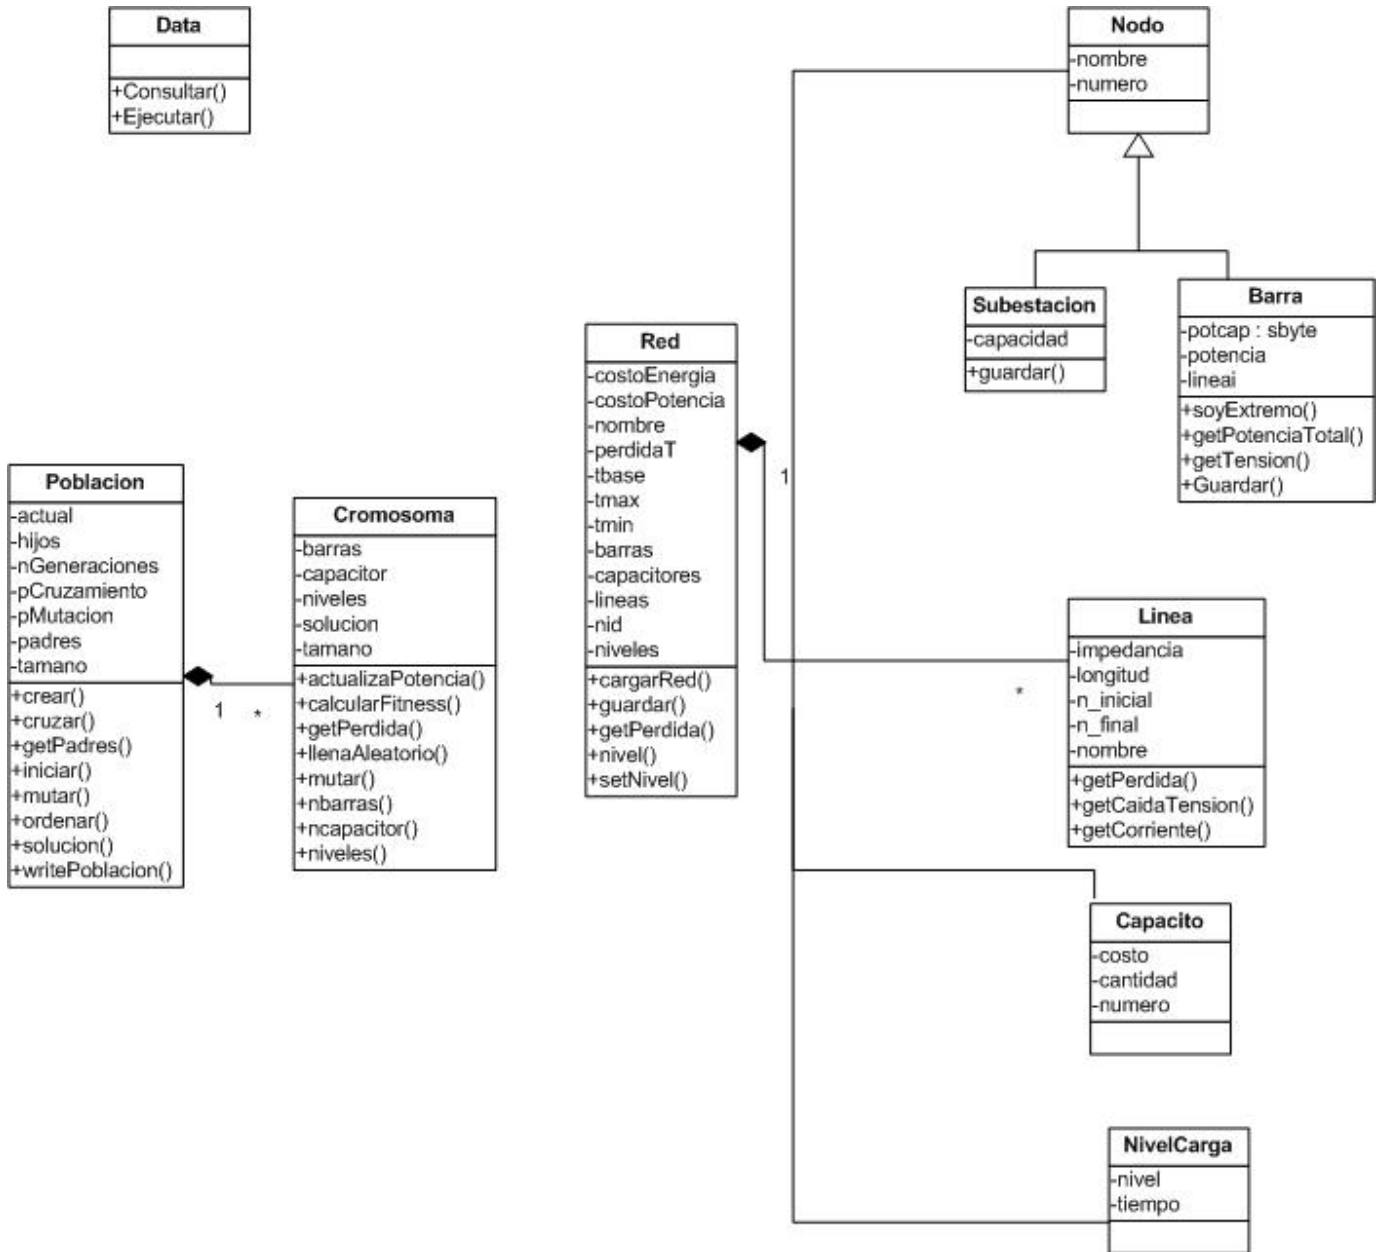 Data
+Consultar()
+Ejecutar()
Nodo
-nombre
-numero
Subestacion
-capacidad
+guardar()
Barra
-potcap : sbyte
-potencia
-lineai
+soyExtremo()
+getPotenciaTotal()
+getTension()
+Guardar()
Red
-costoEnergia
-costoPotencia
-nombre
-perdidaT
-tbase
-tmax
-tmin
-barras
-capacitores
-lineas
-nid
-niveles
+cargarRed()
+guardar()
+getPerdida()
+nivel()
+setNivel()
1
*
Poblacion
-actual
-hijos
-nGeneraciones
-pCruzamiento
-pMutacion
-padres
-tamano
+crear()
+cruzar()
+getPadres()
+iniciar()
+mutar()
+ordenar()
+solucion()
+writePoblacion()
1
*
Cromosoma
-barras
-capacitor
-niveles
-solucion
-tamano
+actualizaPotencia()
+calcularFitness()
+getPerdida()
+llenaAleatorio()
+mutar()
+nbarras()
+ncapacitor()
+niveles()
Linea
-impedancia
-longitud
-n_inicial
-n_final
-nombre
+getPerdida()
+getCaidaTension()
+getCorriente()
Capacito
-costo
-cantidad
-numero
NivelCarga
-nivel
-tiempo